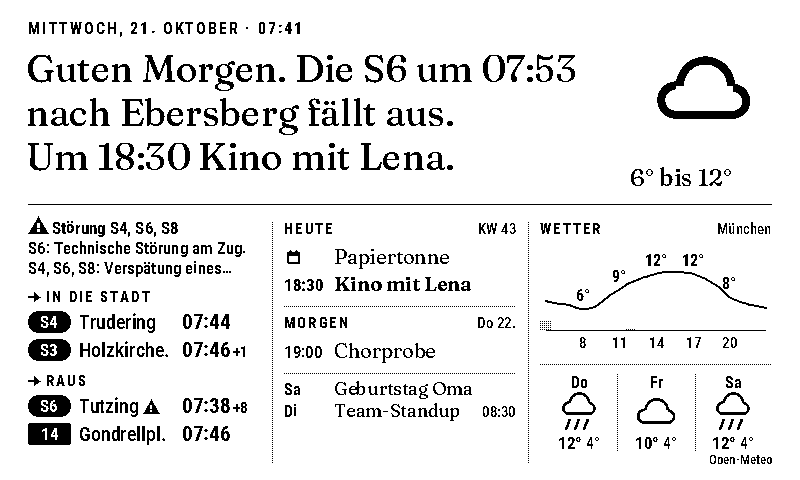 MITTWOCH, 21. OKTOBER · 07:41
Guten Morgen. Die S6 um 07:53
nach Ebersberg fällt aus.
Um 18:30 Kino mit Lena.
6° bis 12°
Störung S4, S6, S8
S6: Technische Störung am Zug.
S4, S6, S8: Verspätung eines…
→ IN DIE STADT
S4 Trudering 07:44
S3 Holzkirche. 07:46 +1
→ RAUS
S6 Tutzing 07:38 +8
14 Gondrellpl. 07:46
HEUTE KW 43
Papiertonne
18:30 Kino mit Lena
MORGEN Do 22.
19:00 Chorprobe
Sa Geburtstag Oma
Di Team-Standup 08:30
WETTER München
6° 9° 12° 12° 8°
8 11 14 17 20
Do Fr Sa
12° 4° 10° 4° 12° 4°
Open-Meteo